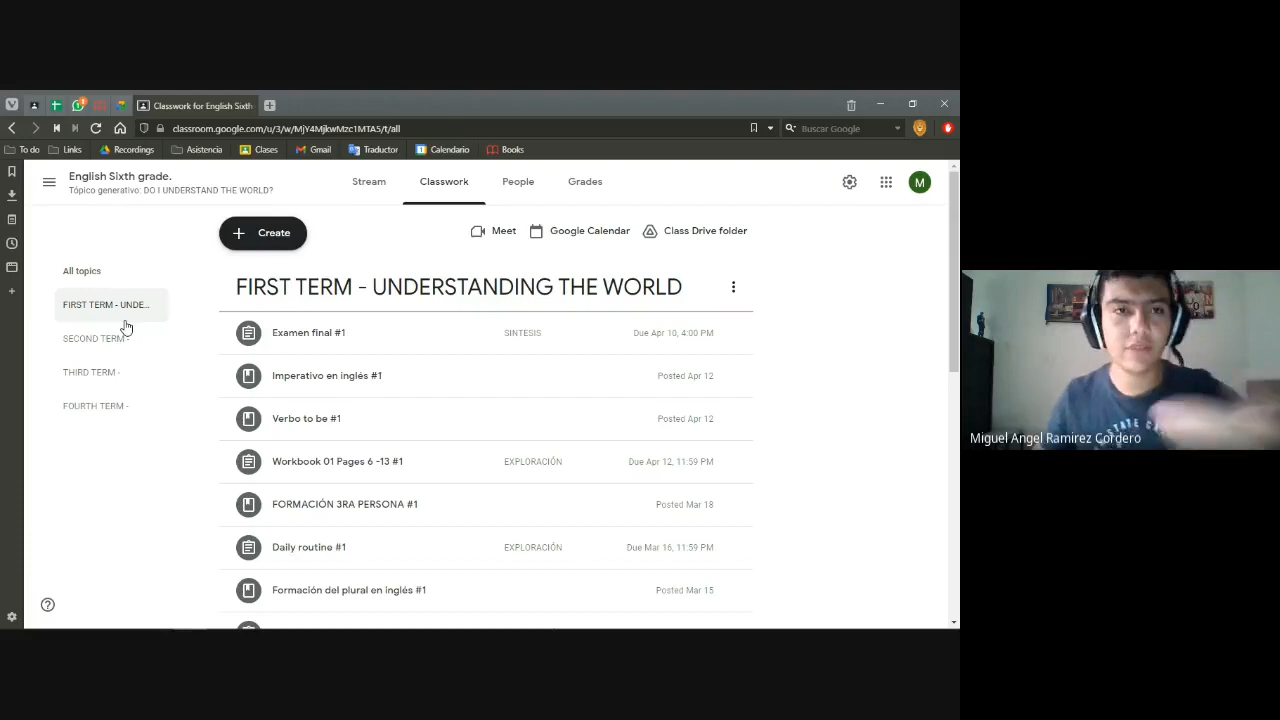 Classwork for English Sixth
classroom.google.com/u/3/w/MjY4MjkwMzc1MTA5/t/all
Buscar Google
To do Links Recordings Asistencia Clases Gmail Traductor Calendario Books
English Sixth grade.
Tópico generativo: DO I UNDERSTAND THE WORLD?
Stream Classwork People Grades
M
Create
Meet Google Calendar Class Drive folder
All topics
FIRST TERM - UNDE...
SECOND TERM -
THIRD TERM -
FOURTH TERM -
FIRST TERM - UNDERSTANDING THE WORLD
Examen final #1 SINTESIS Due Apr 10, 4:00 PM
Imperativo en inglés #1 Posted Apr 12
Verbo to be #1 Posted Apr 12
Workbook 01 Pages 6 -13 #1 EXPLORACIÓN Due Apr 12, 11:59 PM
FORMACIÓN 3RA PERSONA #1 Posted Mar 18
Daily routine #1 EXPLORACIÓN Due Mar 16, 11:59 PM
Formación del plural en inglés #1 Posted Mar 15
Miguel Angel Ramirez Cordero